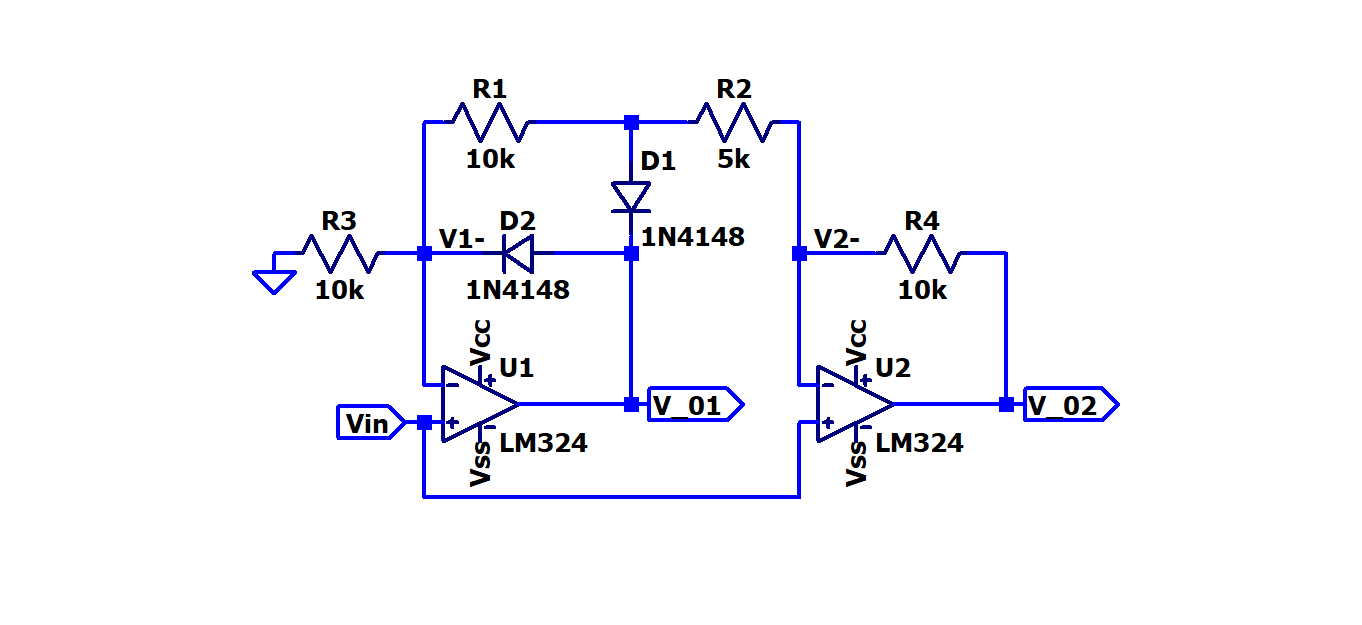 R1
R2
10k
D1
5k
R3
V1-
D2
1N4148
V2-
R4
10k
1N4148
10k
Vcc
U1
Vcc
U2
+
+
-
-
V_01
V_02
Vin
+
-
+
-
Vss
LM324
Vss
LM324